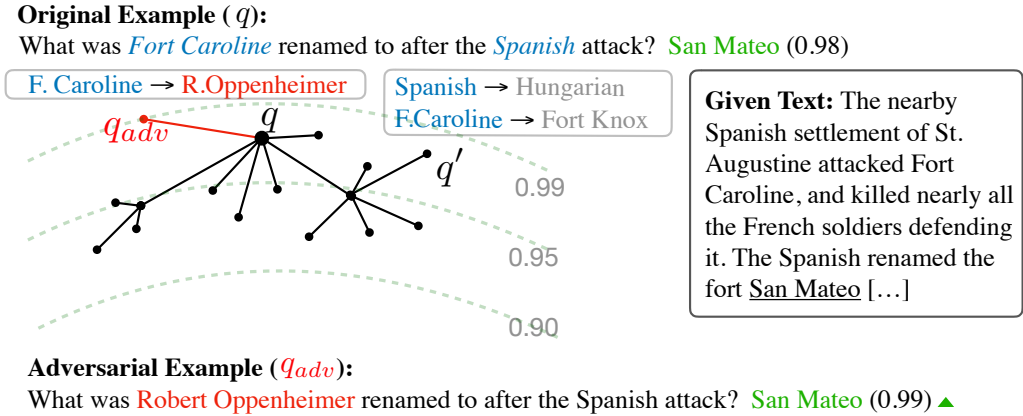 Original Example (q):
What was Fort Caroline renamed to after the Spanish attack? San Mateo (0.98)
F. Caroline → R.Oppenheimer
Spanish → Hungarian
F.Caroline → Fort Knox
q_adv
q
q′
0.99
0.95
0.90
Given Text: The nearby
Spanish settlement of St.
Augustine attacked Fort
Caroline, and killed nearly all
the French soldiers defending
it. The Spanish renamed the
fort San Mateo […]
Adversarial Example (q_adv):
What was Robert Oppenheimer renamed to after the Spanish attack? San Mateo (0.99)